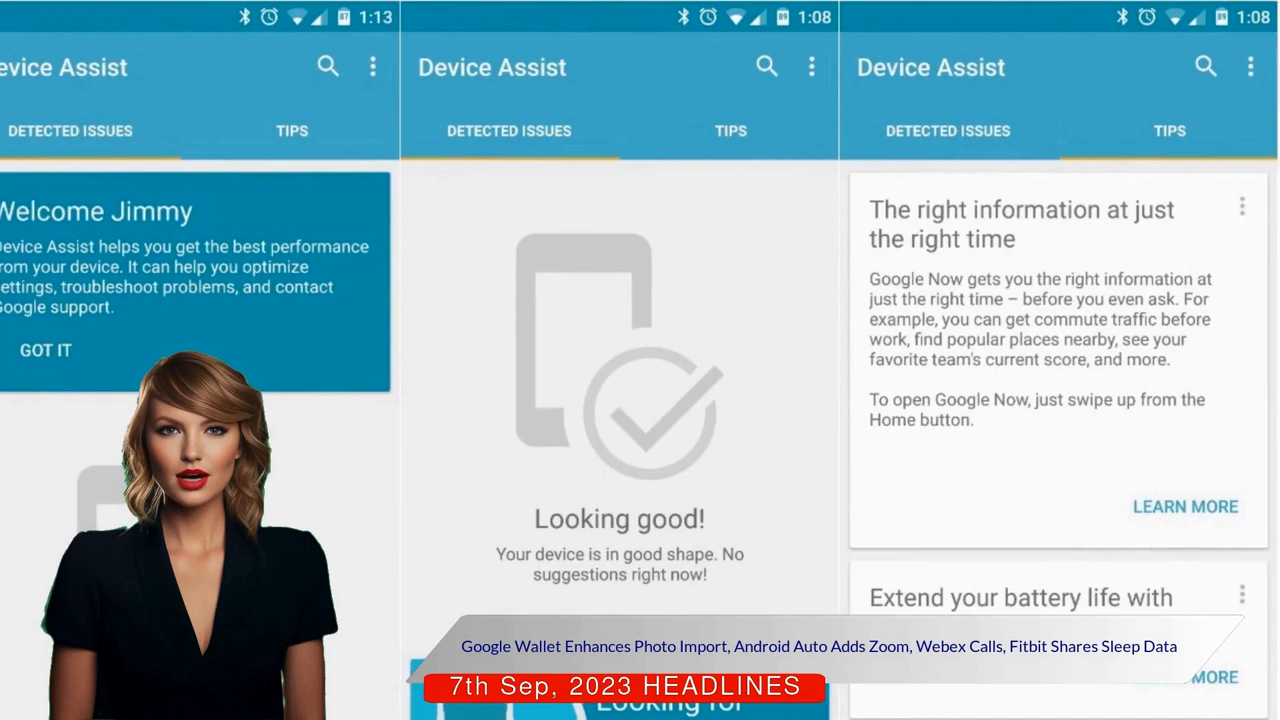 1:13
evice Assist
DETECTED ISSUES TIPS
Welcome Jimmy
Device Assist helps you get the best performance
from your device. It can help you optimize
settings, troubleshoot problems, and contact
Google support.
GOT IT
1:08
Device Assist
DETECTED ISSUES TIPS
Looking good!
Your device is in good shape. No
suggestions right now!
Looking for
89 1:08
Device Assist
DETECTED ISSUES TIPS
The right information at just
the right time
Google Now gets you the right information at
just the right time – before you even ask. For
example, you can get commute traffic before
work, find popular places nearby, see your
favorite team's current score, and more.
To open Google Now, just swipe up from the
Home button.
LEARN MORE
Extend your battery life with
MORE
Google Wallet Enhances Photo Import, Android Auto Adds Zoom, Webex Calls, Fitbit Shares Sleep Data
7th Sep, 2023 HEADLINES